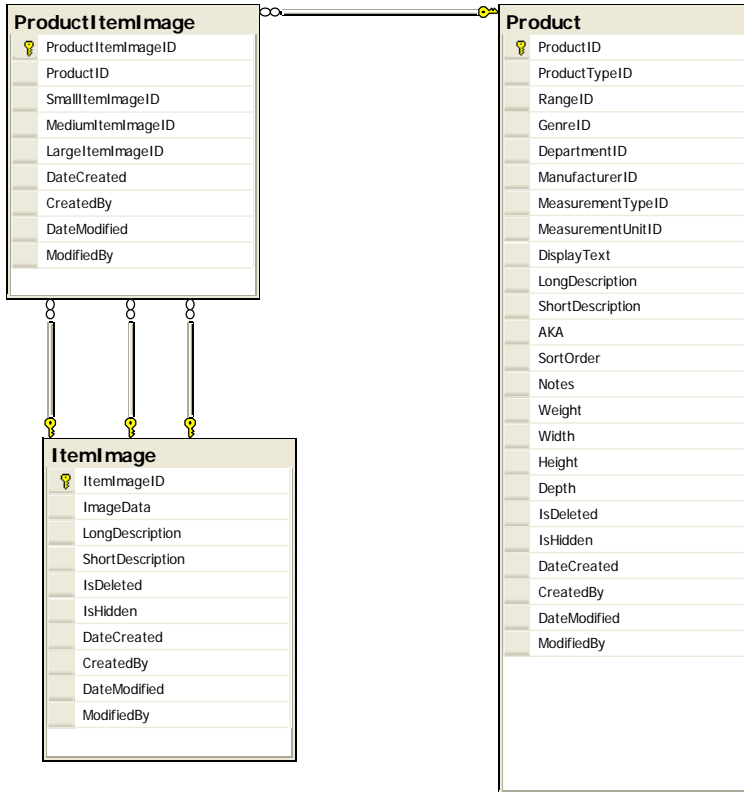 ProductItemImage
ProductItemImageID
ProductID
SmallItemImageID
MediumItemImageID
LargeItemImageID
DateCreated
CreatedBy
DateModified
ModifiedBy
ItemImage
ItemImageID
ImageData
LongDescription
ShortDescription
IsDeleted
IsHidden
DateCreated
CreatedBy
DateModified
ModifiedBy
Product
ProductID
ProductTypeID
RangeID
GenreID
DepartmentID
ManufacturerID
MeasurementTypeID
MeasurementUnitID
DisplayText
LongDescription
ShortDescription
AKA
SortOrder
Notes
Weight
Width
Height
Depth
IsDeleted
IsHidden
DateCreated
CreatedBy
DateModified
ModifiedBy